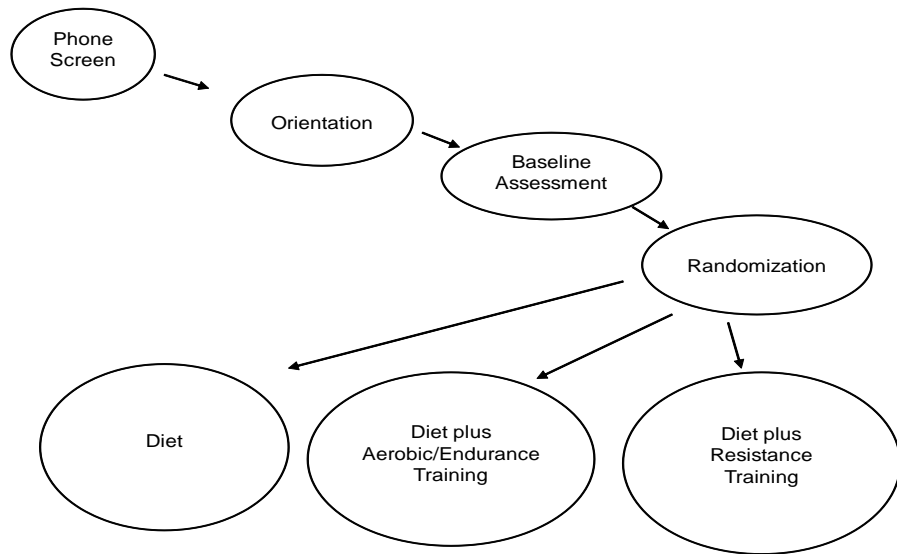 Phone
Screen
Orientation
Baseline
Assessment
Randomization
Diet
Diet plus
Aerobic/Endurance
Training
Diet plus
Resistance
Training